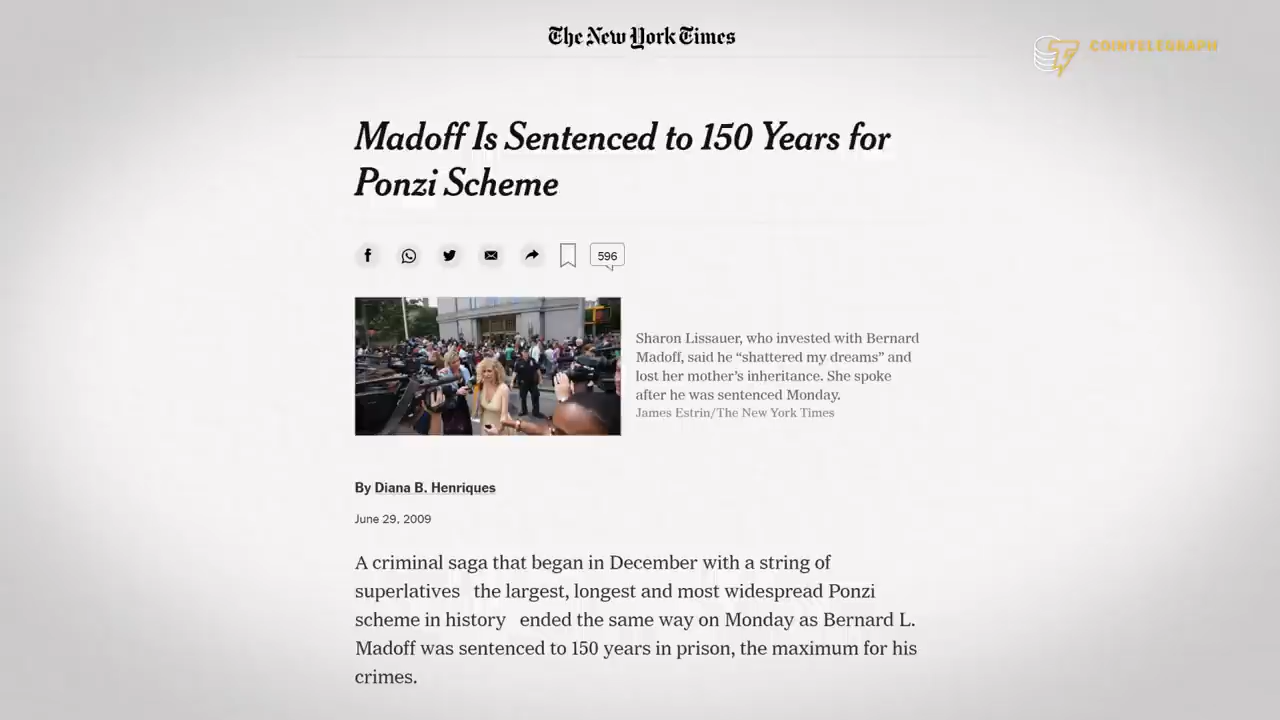 The New York Times
COINTELEGRAPH
Madoff Is Sentenced to 150 Years for
Ponzi Scheme
596
Sharon Lissauer, who invested with Bernard
Madoff, said he “shattered my dreams” and
lost her mother’s inheritance. She spoke
after he was sentenced Monday.
James Estrin/The New York Times
By Diana B. Henriques
June 29, 2009
A criminal saga that began in December with a string of
superlatives the largest, longest and most widespread Ponzi
scheme in history ended the same way on Monday as Bernard L.
Madoff was sentenced to 150 years in prison, the maximum for his
crimes.